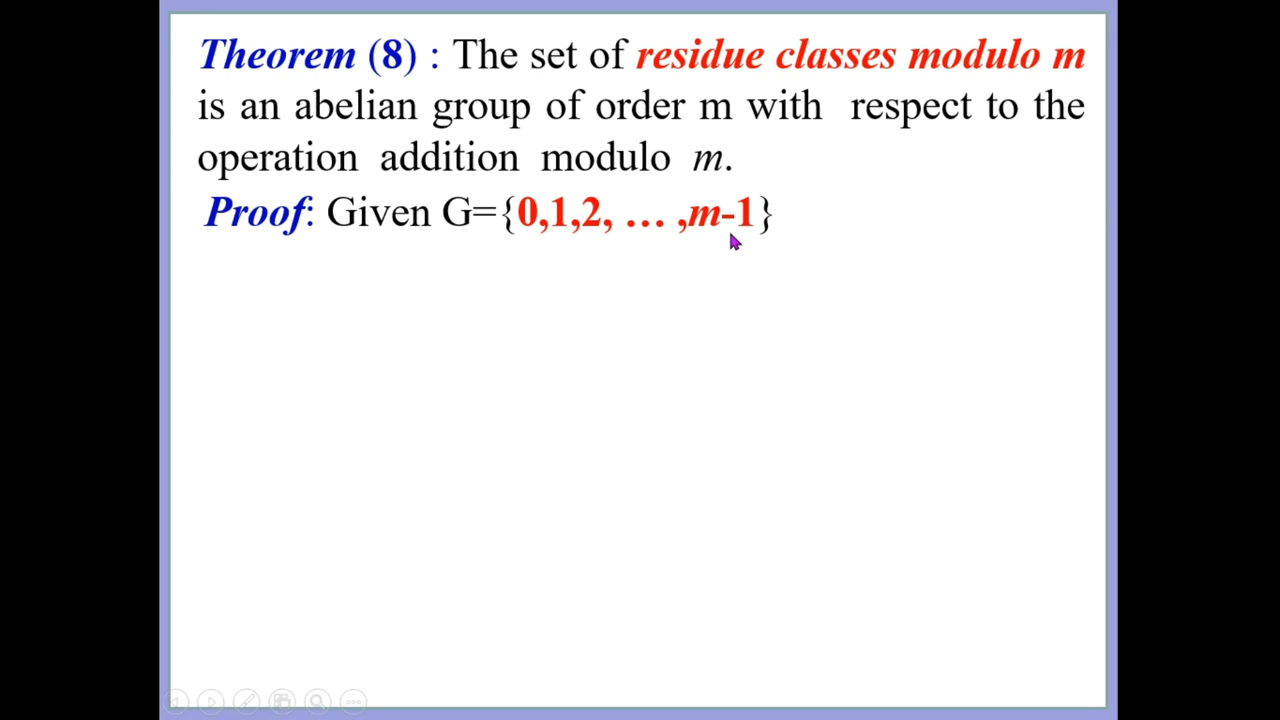 Theorem (8) : The set of residue classes modulo m
is an abelian group of order m with respect to the
operation addition modulo m.
Proof: Given G={0,1,2, … ,m-1}